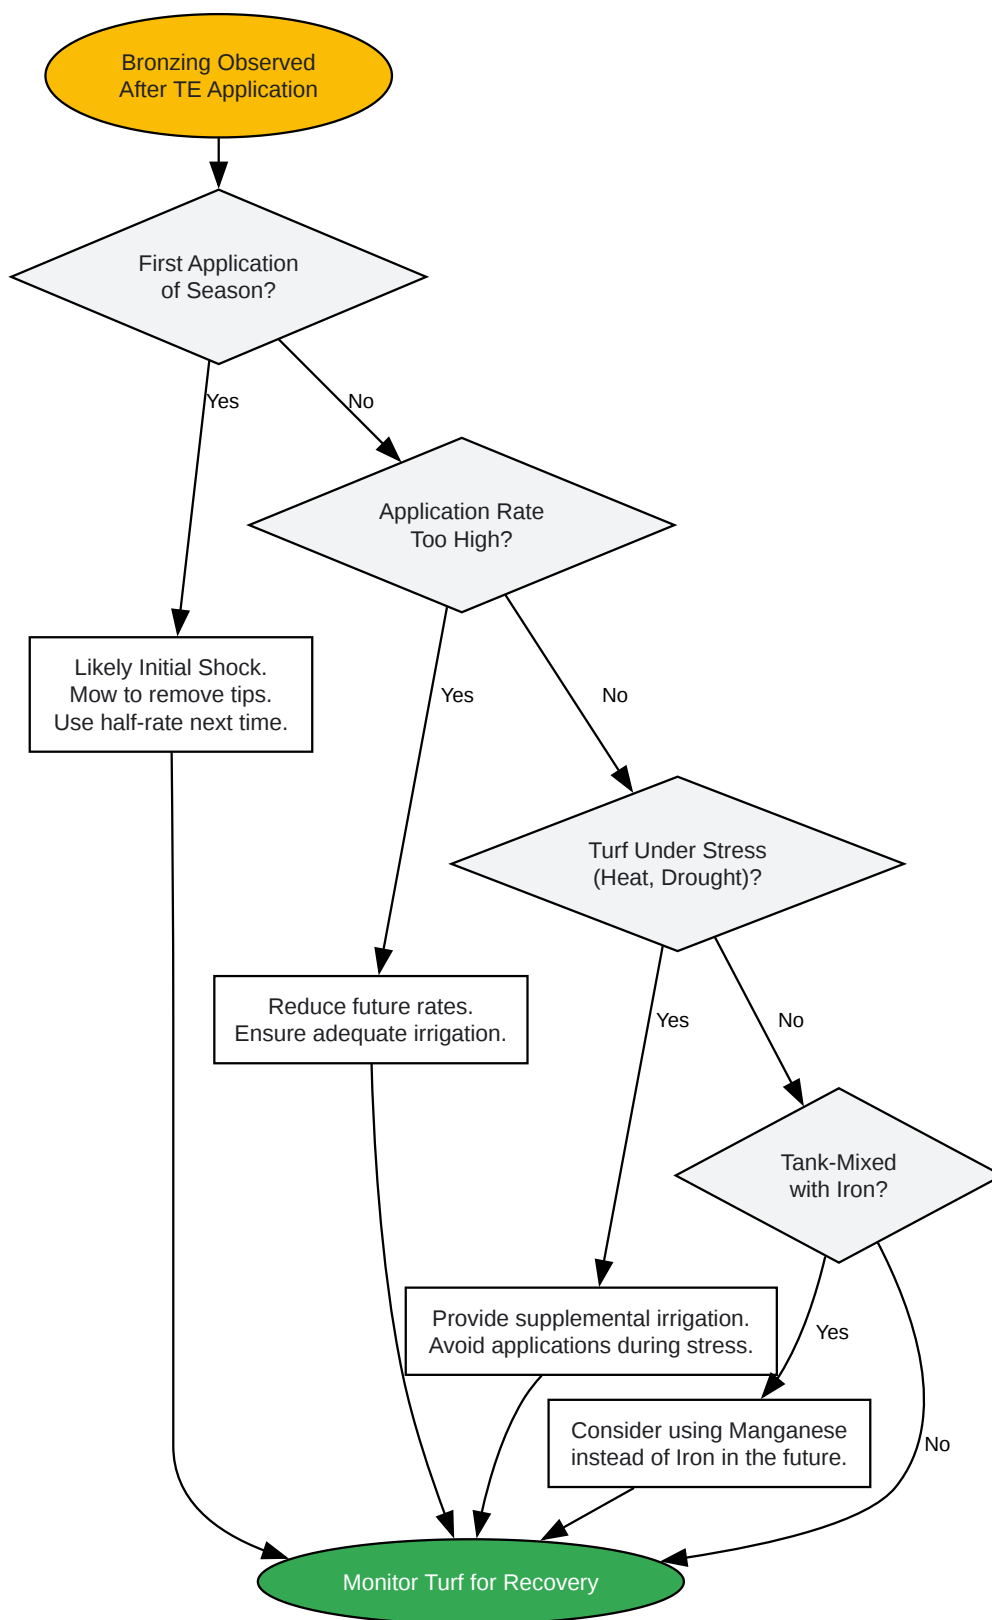 Bronzing Observed
After TE Application
First Application
of Season?
Yes
No
Application Rate
Too High?
Likely Initial Shock.
Mow to remove tips.
Use half-rate next time.
Yes
No
Turf Under Stress
(Heat, Drought)?
Reduce future rates.
Ensure adequate irrigation.
Yes
No
Tank-Mixed
with Iron?
Provide supplemental irrigation.
Avoid applications during stress.
Yes
Consider using Manganese
instead of Iron in the future.
No
Monitor Turf for Recovery